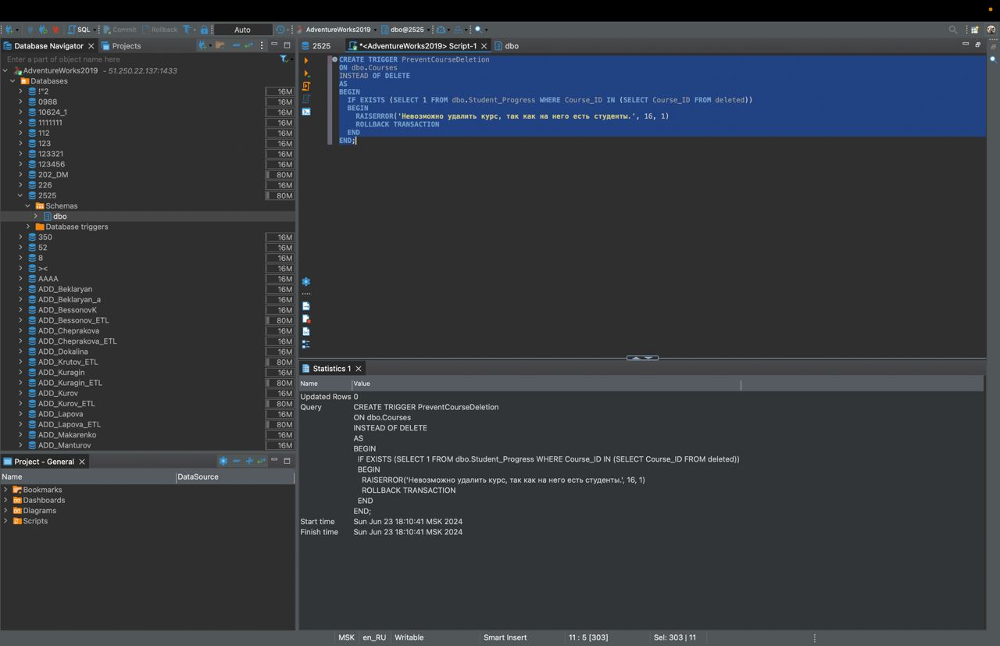 SQL
Commit
Rollback
T
Auto
AdventureWorks2019
dbo@2525
Database Navigator
Projects
Enter a part of object name here
AdventureWorks2019 - 51.250.22.137:1433
Databases
!"2 16M
0988 16M
10624_1 16M
1111111 16M
112 16M
123 16M
123321 16M
123456 16M
202_DM 80M
226 16M
2525 80M
Schemas
dbo
Database triggers
350 16M
52 16M
8 16M
>< 16M
AAAA 16M
ADD_Beklaryan 16M
ADD_Beklaryan_a 16M
ADD_BessonovK 16M
ADD_Bessonov_ETL 80M
ADD_Cheprakova 16M
ADD_Cheprakova_ETL 16M
ADD_Dokalina 16M
ADD_Krutov_ETL 80M
ADD_Kuragin 16M
ADD_Kuragin_ETL 80M
ADD_Kurov 16M
ADD_Kurov_ETL 80M
ADD_Lapova 16M
ADD_Lapova_ETL 80M
ADD_Makarenko 16M
ADD_Manturov 16M
Project - General
Name DataSource
Bookmarks
Dashboards
Diagrams
Scripts
2525
*<AdventureWorks2019> Script-1
dbo
CREATE TRIGGER PreventCourseDeletion
ON dbo.Courses
INSTEAD OF DELETE
AS
BEGIN
IF EXISTS (SELECT 1 FROM dbo.Student_Progress WHERE Course_ID IN (SELECT Course_ID FROM deleted))
BEGIN
RAISERROR('Невозможно удалить курс, так как на него есть студенты.', 16, 1)
ROLLBACK TRANSACTION
END
END;
Statistics 1
Name Value
Updated Rows 0
Query CREATE TRIGGER PreventCourseDeletion
ON dbo.Courses
INSTEAD OF DELETE
AS
BEGIN
IF EXISTS (SELECT 1 FROM dbo.Student_Progress WHERE Course_ID IN (SELECT Course_ID FROM deleted))
BEGIN
RAISERROR('Невозможно удалить курс, так как на него есть студенты.', 16, 1)
ROLLBACK TRANSACTION
END
END;
Start time Sun Jun 23 18:10:41 MSK 2024
Finish time Sun Jun 23 18:10:41 MSK 2024
MSK en_RU Writable Smart Insert 11 : 5 [303] Sel: 303 | 11